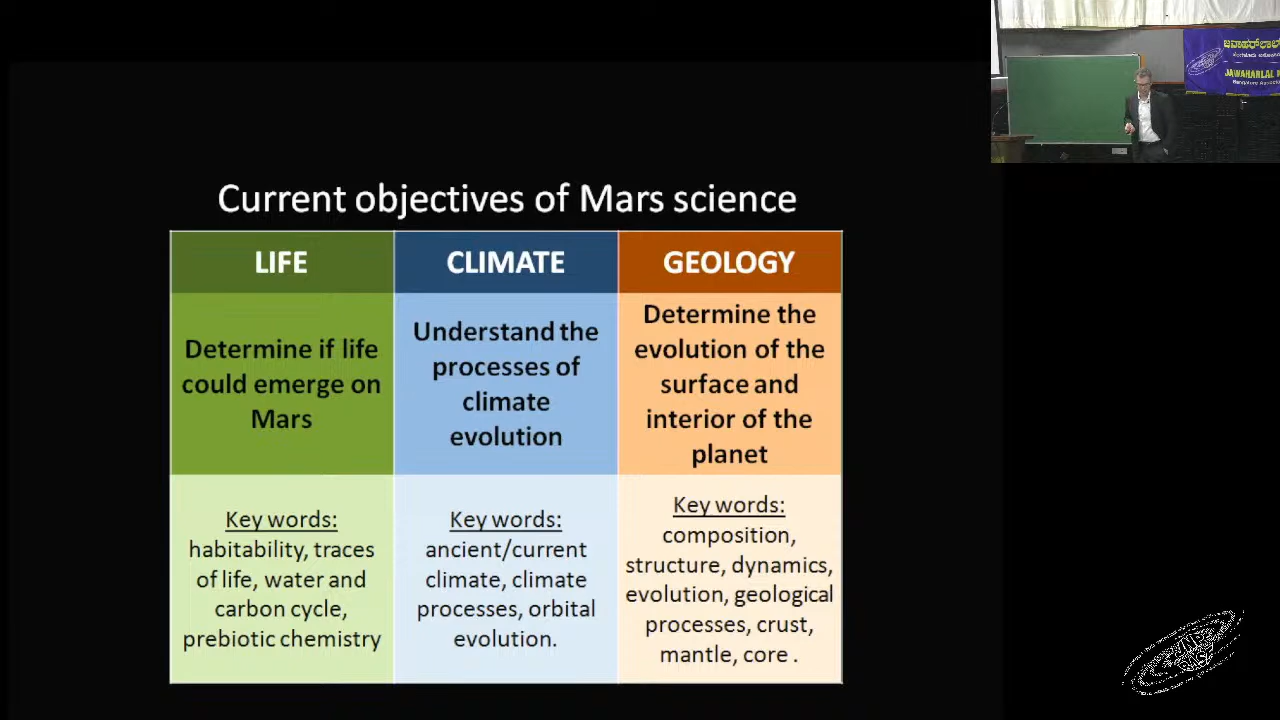 ಜವಾಹರ್‌ಲಾಲ್
JAWAHARLAL
Current objectives of Mars science
LIFE
CLIMATE
GEOLOGY
Determine if life
could emerge on
Mars
Understand the
processes of
climate
evolution
Determine the
evolution of the
surface and
interior of the
planet
Key words:
habitability, traces
of life, water and
carbon cycle,
prebiotic chemistry
Key words:
ancient/current
climate, climate
processes, orbital
evolution.
Key words:
composition,
structure, dynamics,
evolution, geological
processes, crust,
mantle, core .